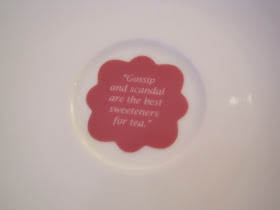 "Gossip
and scandal
are the best
sweeteners
for tea."